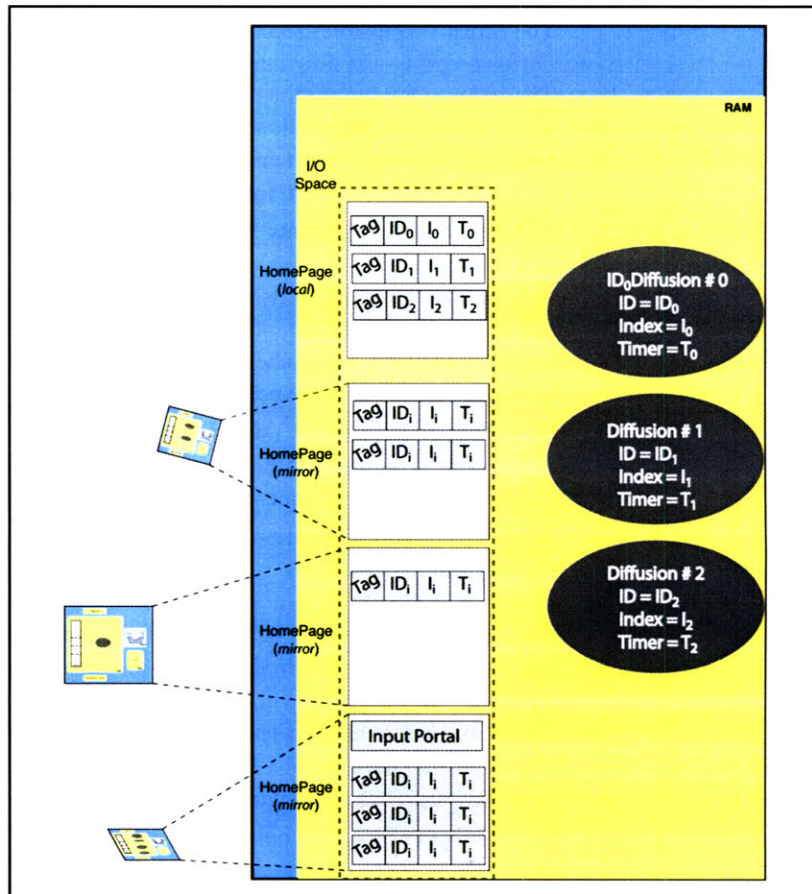 RAM
I/O
Space
HomePage
(local)
Tag ID₀ I₀ T₀
Tag ID₁ I₁ T₁
Tag ID₂ I₂ T₂
ID₀Diffusion # 0
ID = ID₀
Index = I₀
Timer = T₀
HomePage
(mirror)
Tag IDᵢ Iᵢ Tᵢ
Tag IDᵢ Iᵢ Tᵢ
Diffusion # 1
ID = ID₁
Index = I₁
Timer = T₁
HomePage
(mirror)
Tag IDᵢ Iᵢ Tᵢ
Diffusion # 2
ID = ID₂
Index = I₂
Timer = T₂
HomePage
(mirror)
Input Portal
Tag IDᵢ Iᵢ Tᵢ
Tag IDᵢ Iᵢ Tᵢ
Tag IDᵢ Iᵢ Tᵢ